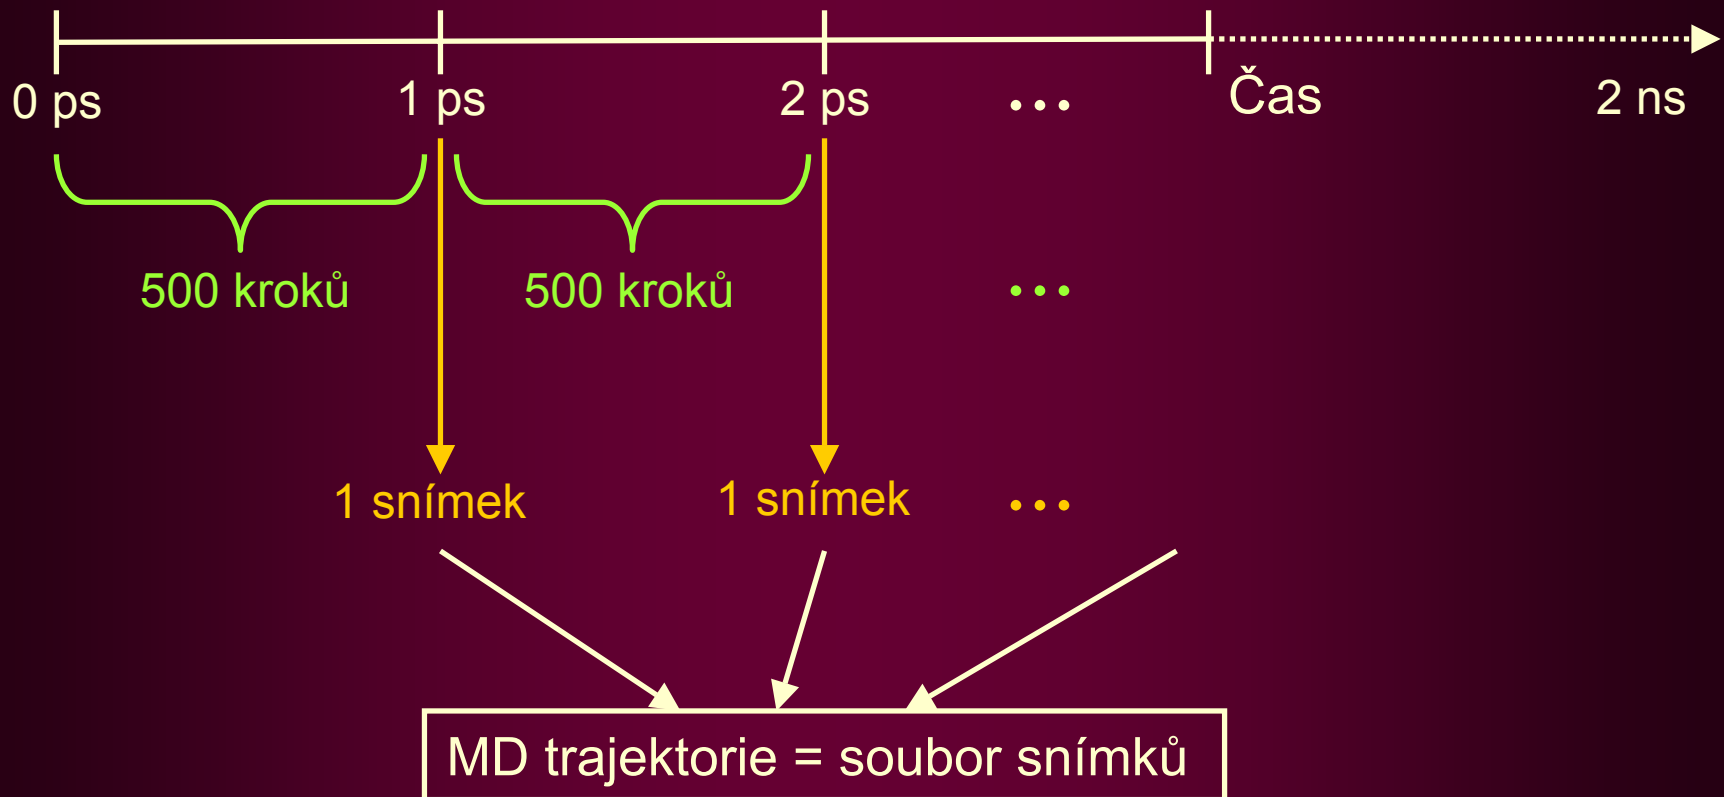 0 ps 1 ps 2 ps ... Čas 2 ns
500 kroků 500 kroků ...
1 snímek 1 snímek ...
MD trajektorie = soubor snímků